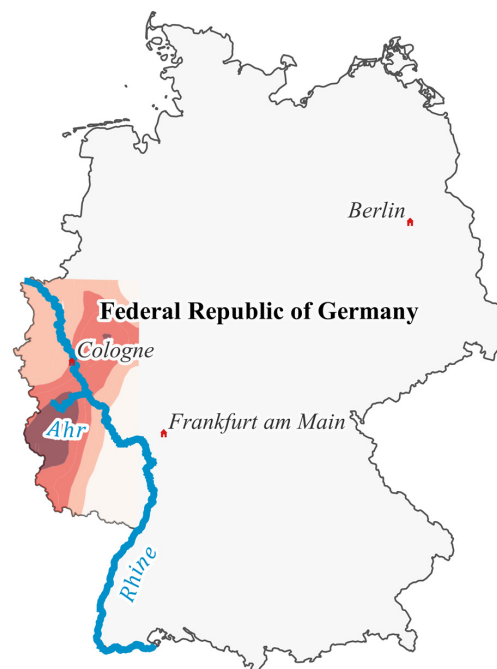 Berlin
Federal Republic of Germany
Cologne
Frankfurt am Main
Ahr
Rhine